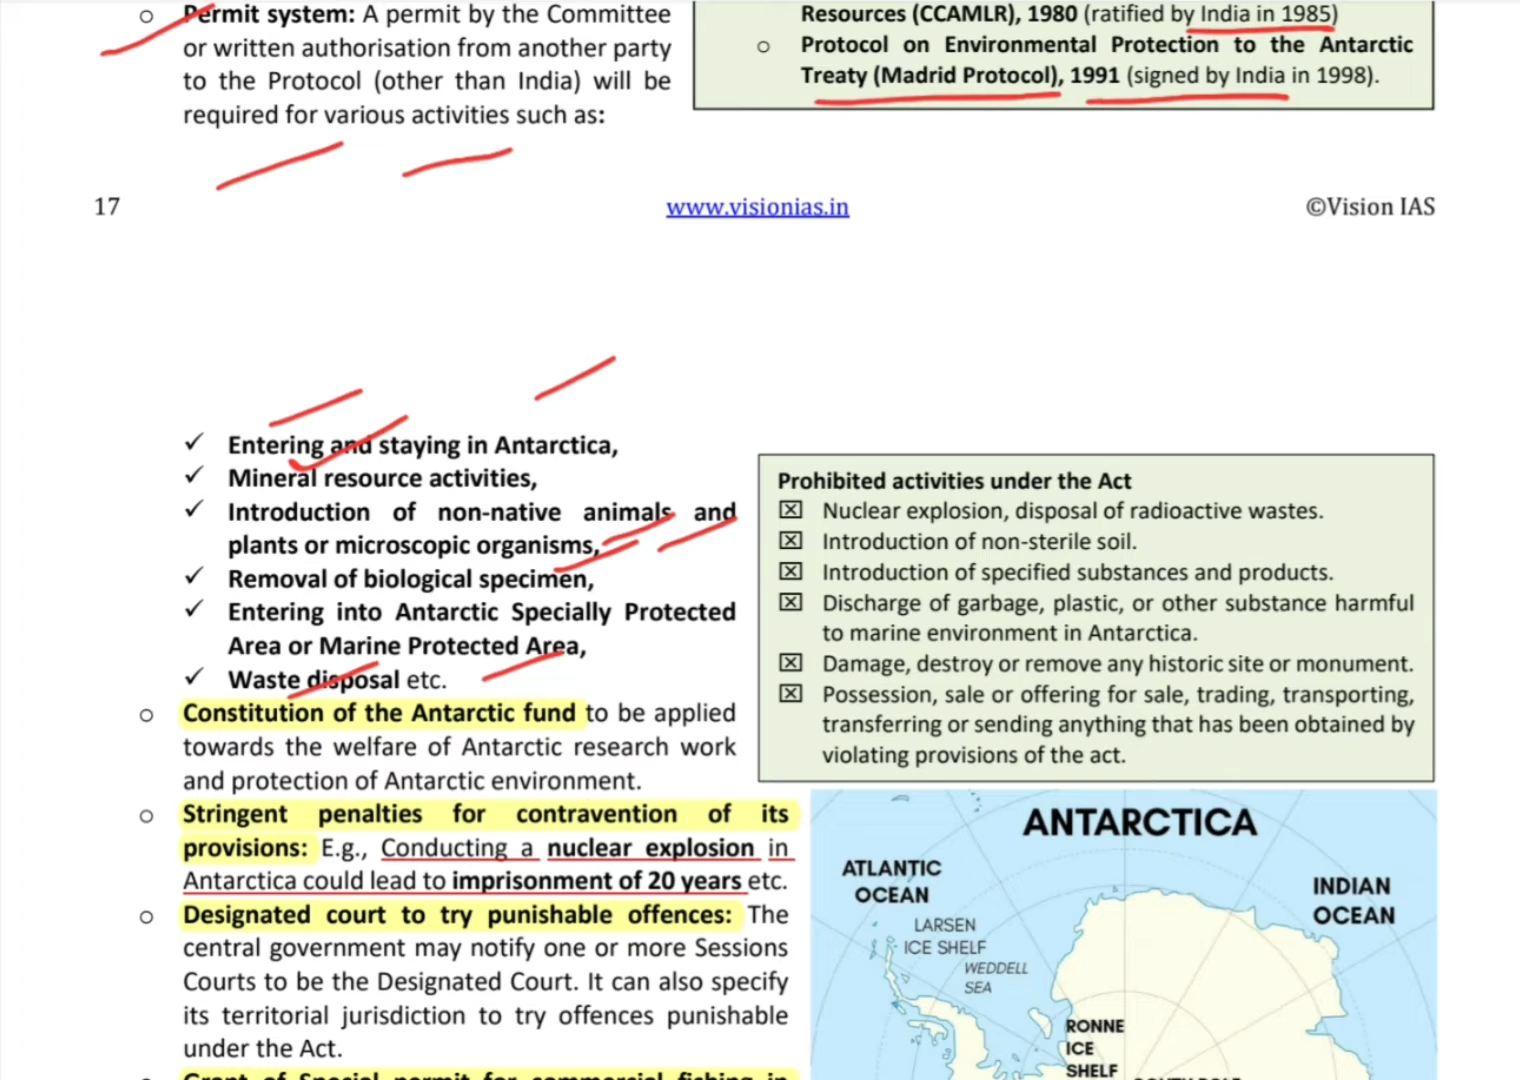 ○ Permit system: A permit by the Committee
or written authorisation from another party
to the Protocol (other than India) will be
required for various activities such as:
Resources (CCAMLR), 1980 (ratified by India in 1985)
○ Protocol on Environmental Protection to the Antarctic
Treaty (Madrid Protocol), 1991 (signed by India in 1998).
17
www.visionias.in
©Vision IAS
✓ Entering and staying in Antarctica,
✓ Mineral resource activities,
✓ Introduction of non-native animals and
plants or microscopic organisms,
✓ Removal of biological specimen,
✓ Entering into Antarctic Specially Protected
Area or Marine Protected Area,
✓ Waste disposal etc.
○ Constitution of the Antarctic fund to be applied
towards the welfare of Antarctic research work
and protection of Antarctic environment.
○ Stringent penalties for contravention of its
provisions: E.g., Conducting a nuclear explosion in
Antarctica could lead to imprisonment of 20 years etc.
○ Designated court to try punishable offences: The
central government may notify one or more Sessions
Courts to be the Designated Court. It can also specify
its territorial jurisdiction to try offences punishable
under the Act.
Grant of Special permit for commercial fishing in
Prohibited activities under the Act
☒ Nuclear explosion, disposal of radioactive wastes.
☒ Introduction of non-sterile soil.
☒ Introduction of specified substances and products.
☒ Discharge of garbage, plastic, or other substance harmful
to marine environment in Antarctica.
☒ Damage, destroy or remove any historic site or monument.
☒ Possession, sale or offering for sale, trading, transporting,
transferring or sending anything that has been obtained by
violating provisions of the act.
ANTARCTICA
ATLANTIC
OCEAN
INDIAN
OCEAN
LARSEN
ICE SHELF
WEDDELL
SEA
RONNE
ICE
SHELF
SOUTH POLE